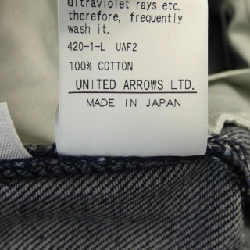 ultraviolet rays etc.
therefore, frequently
wash it.
420-1-L UAF2
100% COTTON
UNITED ARROWS LTD.
MADE IN JAPAN